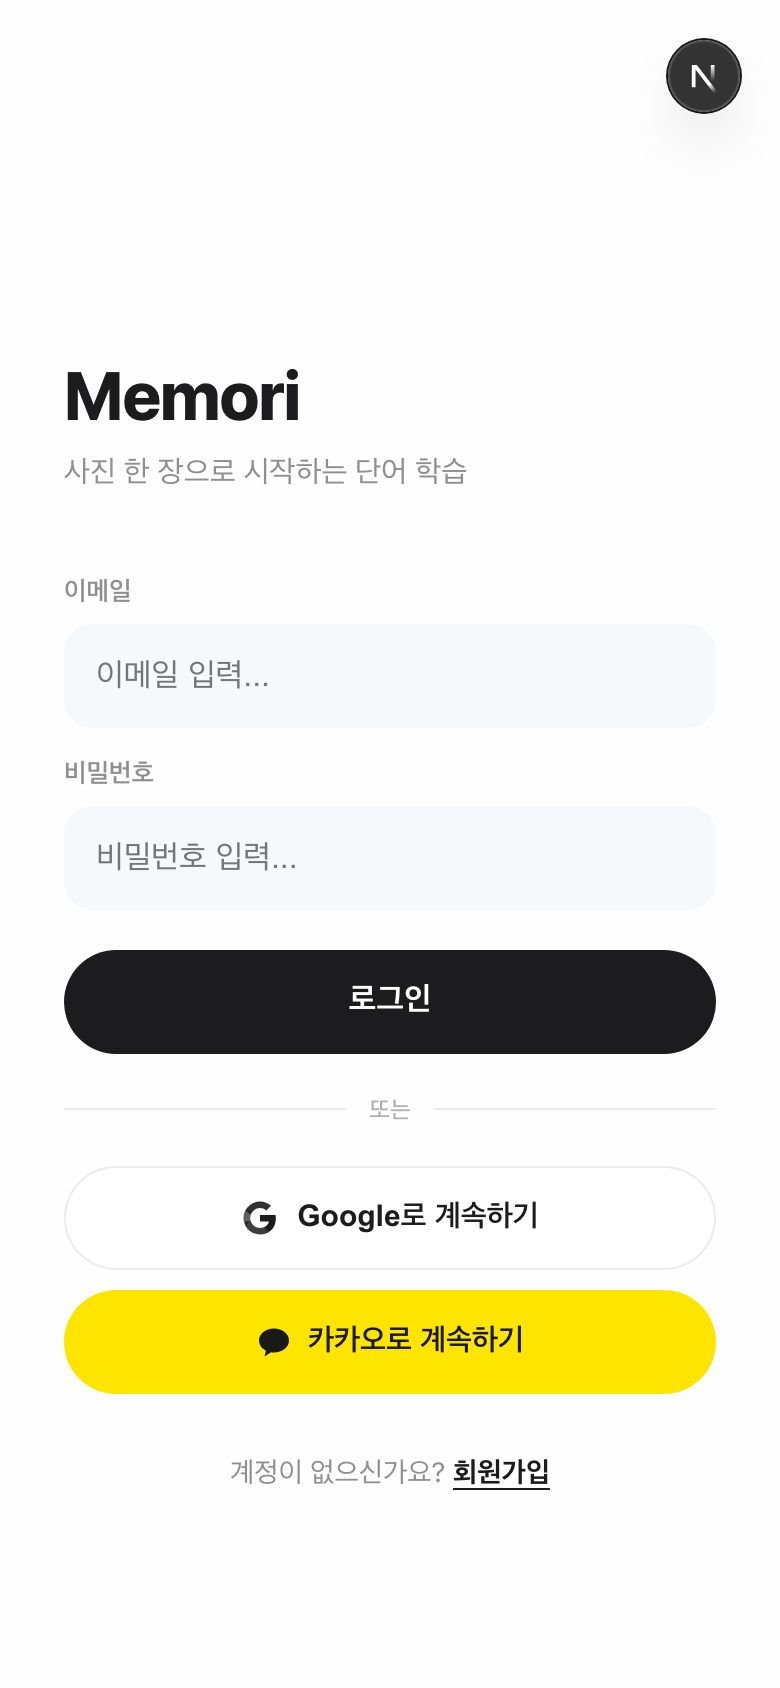 N
Memori
사진 한 장으로 시작하는 단어 학습
이메일
이메일 입력...
비밀번호
비밀번호 입력...
로그인
또는
G Google로 계속하기
카카오로 계속하기
계정이 없으신가요? 회원가입